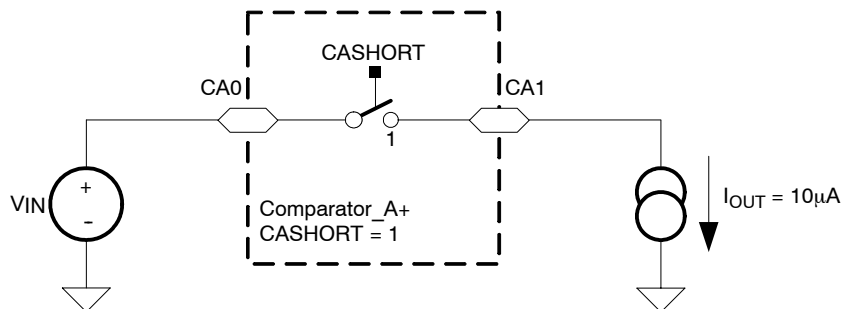 CASHORT
CA0
CA1
1
VIN
+
-
Comparator_A+
CASHORT = 1
IOUT = 10μA